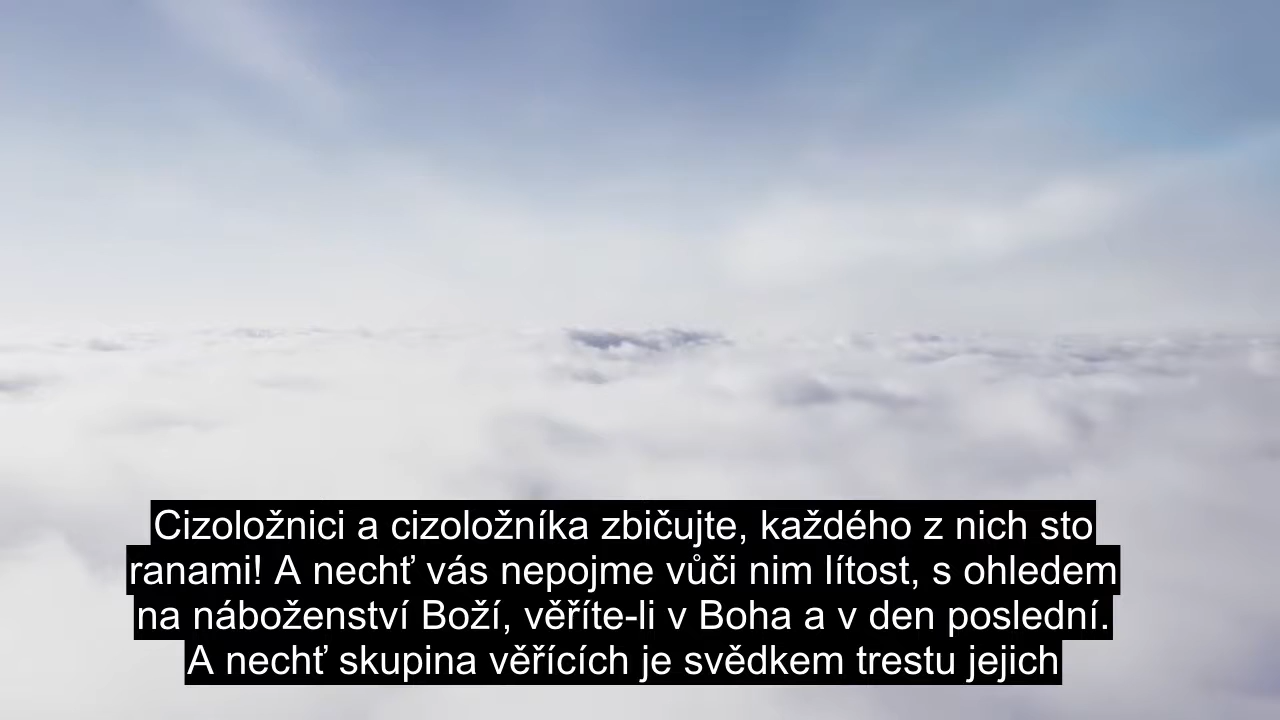 Cizoložnici a cizoložníka zbičujte, každého z nich sto
ranami! A nechť vás nepojme vůči nim lítost, s ohledem
na náboženství Boží, věříte-li v Boha a v den poslední.
A nechť skupina věřících je svědkem trestu jejich